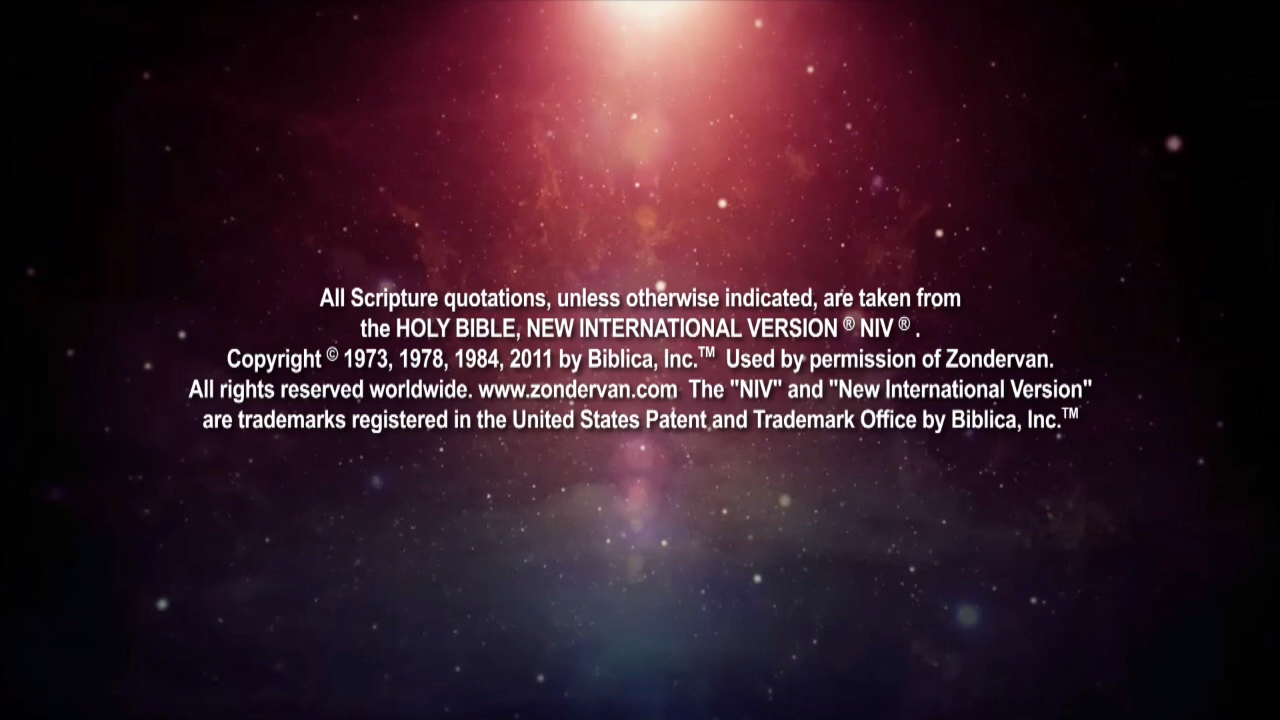 All Scripture quotations, unless otherwise indicated, are taken from
the HOLY BIBLE, NEW INTERNATIONAL VERSION ® NIV ® .
Copyright © 1973, 1978, 1984, 2011 by Biblica, Inc.™ Used by permission of Zondervan.
All rights reserved worldwide. www.zondervan.com The "NIV" and "New International Version"
are trademarks registered in the United States Patent and Trademark Office by Biblica, Inc.™